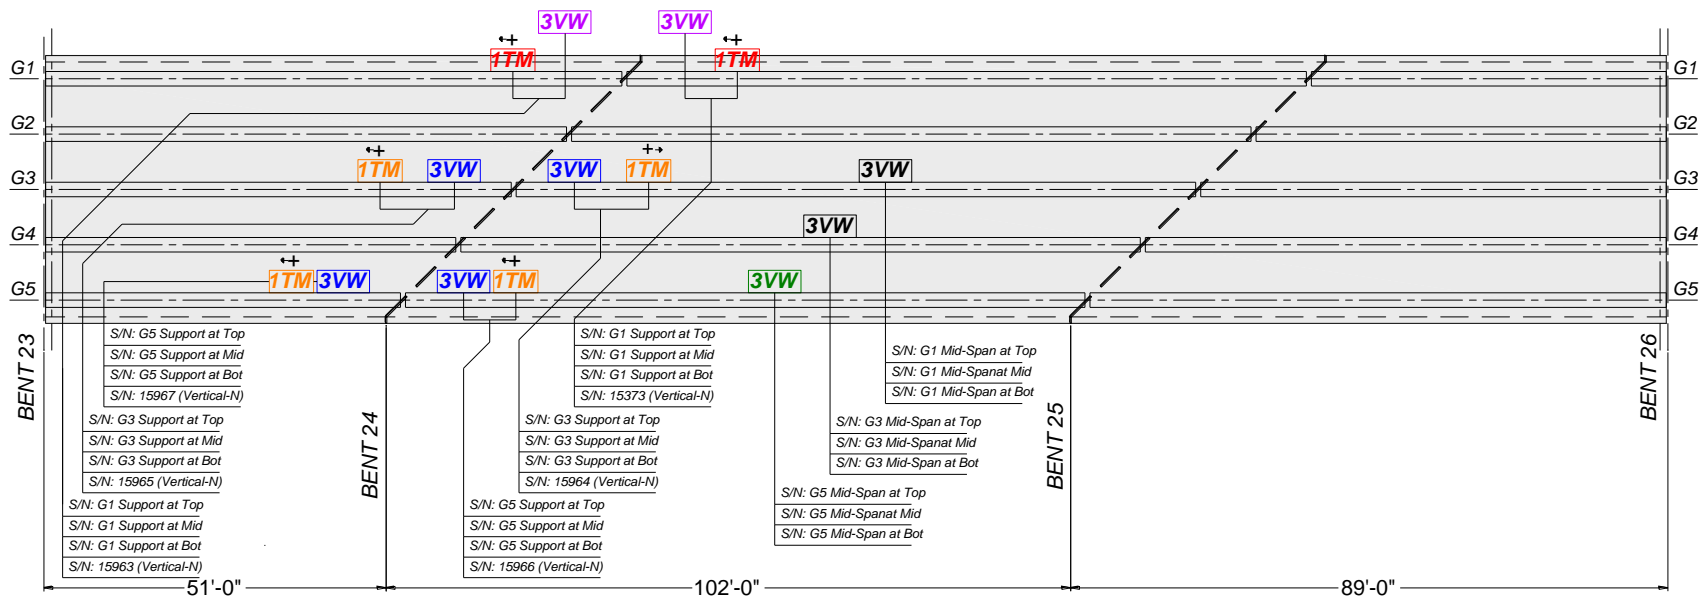 3VW
3VW
1TM
1TM
G1
G1
G2
G2
1TM
3VW
3VW
1TM
3VW
G3
G3
3VW
G4
G4
1TM
3VW
3VW
1TM
3VW
G5
G5
BENT 23
BENT 24
BENT 25
BENT 26
S/N: G5 Support at Top
S/N: G5 Support at Mid
S/N: G5 Support at Bot
S/N: 15967 (Vertical-N)
S/N: G3 Support at Top
S/N: G3 Support at Mid
S/N: G3 Support at Bot
S/N: 15965 (Vertical-N)
S/N: G1 Support at Top
S/N: G1 Support at Mid
S/N: G1 Support at Bot
S/N: 15963 (Vertical-N)
S/N: G1 Support at Top
S/N: G1 Support at Mid
S/N: G1 Support at Bot
S/N: 15373 (Vertical-N)
S/N: G3 Support at Top
S/N: G3 Support at Mid
S/N: G3 Support at Bot
S/N: 15964 (Vertical-N)
S/N: G5 Support at Top
S/N: G5 Support at Mid
S/N: G5 Support at Bot
S/N: 15966 (Vertical-N)
S/N: G1 Mid-Span at Top
S/N: G1 Mid-Spanat Mid
S/N: G1 Mid-Span at Bot
S/N: G3 Mid-Span at Top
S/N: G3 Mid-Spanat Mid
S/N: G3 Mid-Span at Bot
S/N: G5 Mid-Span at Top
S/N: G5 Mid-Spanat Mid
S/N: G5 Mid-Span at Bot
51'-0"
102'-0"
89'-0"